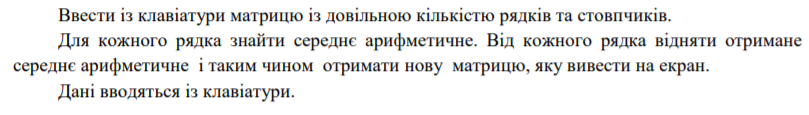 Ввести із клавіатури матрицю із довільною кількістю рядків та стовпчиків.
Для кожного рядка знайти середнє арифметичне. Від кожного рядка відняти отримане
середнє арифметичне і таким чином отримати нову матрицю, яку вивести на екран.
Дані вводяться із клавіатури.